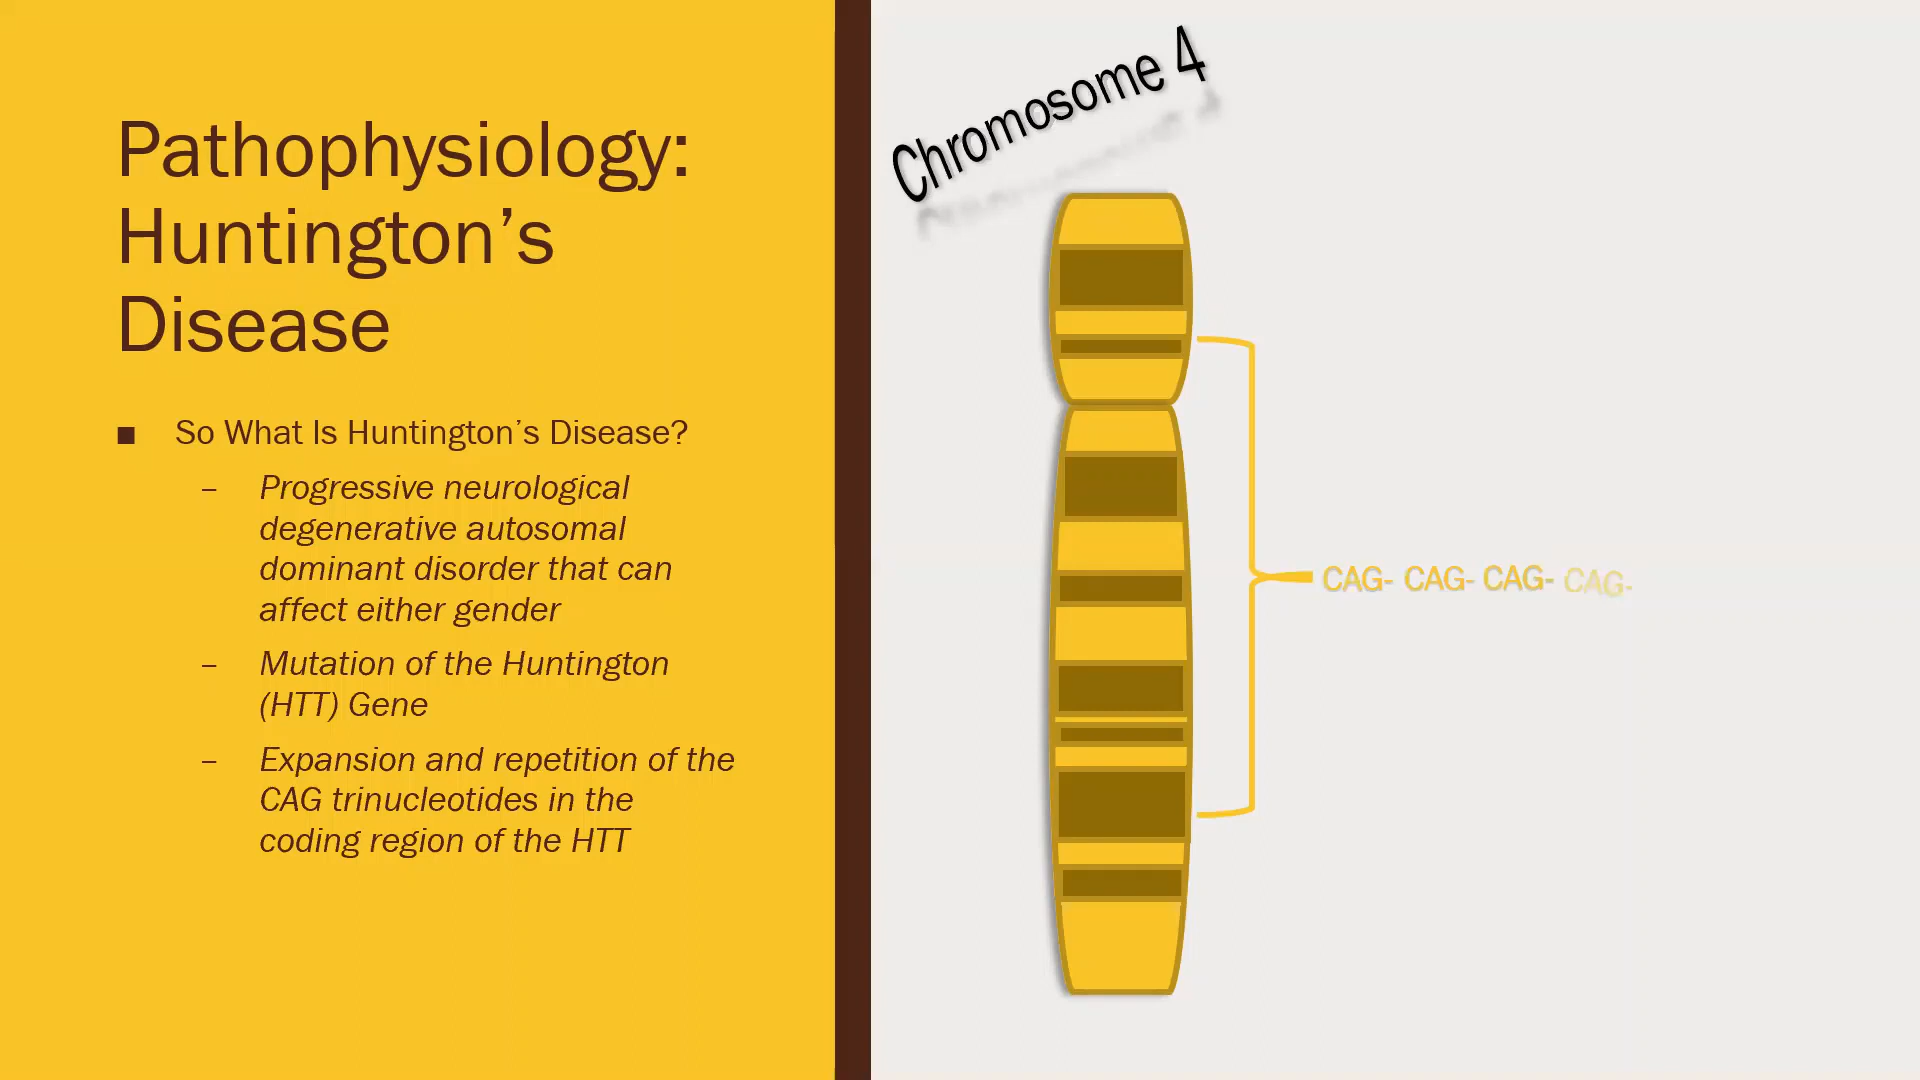 Pathophysiology:
Huntington’s
Disease
■ So What Is Huntington’s Disease?
– Progressive neurological
degenerative autosomal
dominant disorder that can
affect either gender
– Mutation of the Huntington
(HTT) Gene
– Expansion and repetition of the
CAG trinucleotides in the
coding region of the HTT
Chromosome 4
CAG- CAG- CAG- CAG-